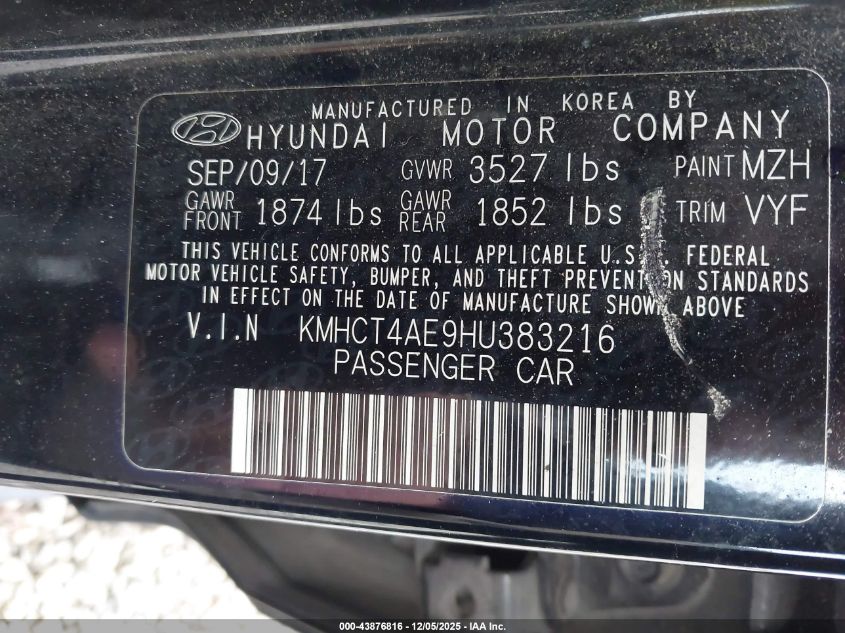 MANUFACTURED IN KOREA BY
HYUNDAI MOTOR COMPANY
SEP/09/17 GVWR 3527 lbs PAINT MZH
GAWR FRONT 1874 lbs GAWR REAR 1852 lbs TRIM VYF
THIS VEHICLE CONFORMS TO ALL APPLICABLE U.S. FEDERAL
MOTOR VEHICLE SAFETY, BUMPER, AND THEFT PREVENTION STANDARDS
IN EFFECT ON THE DATE OF MANUFACTURE SHOWN ABOVE
V.I.N KMHCT4AE9HU383216
PASSENGER CAR
000-43876816 - 12/05/2025 - IAA Inc.